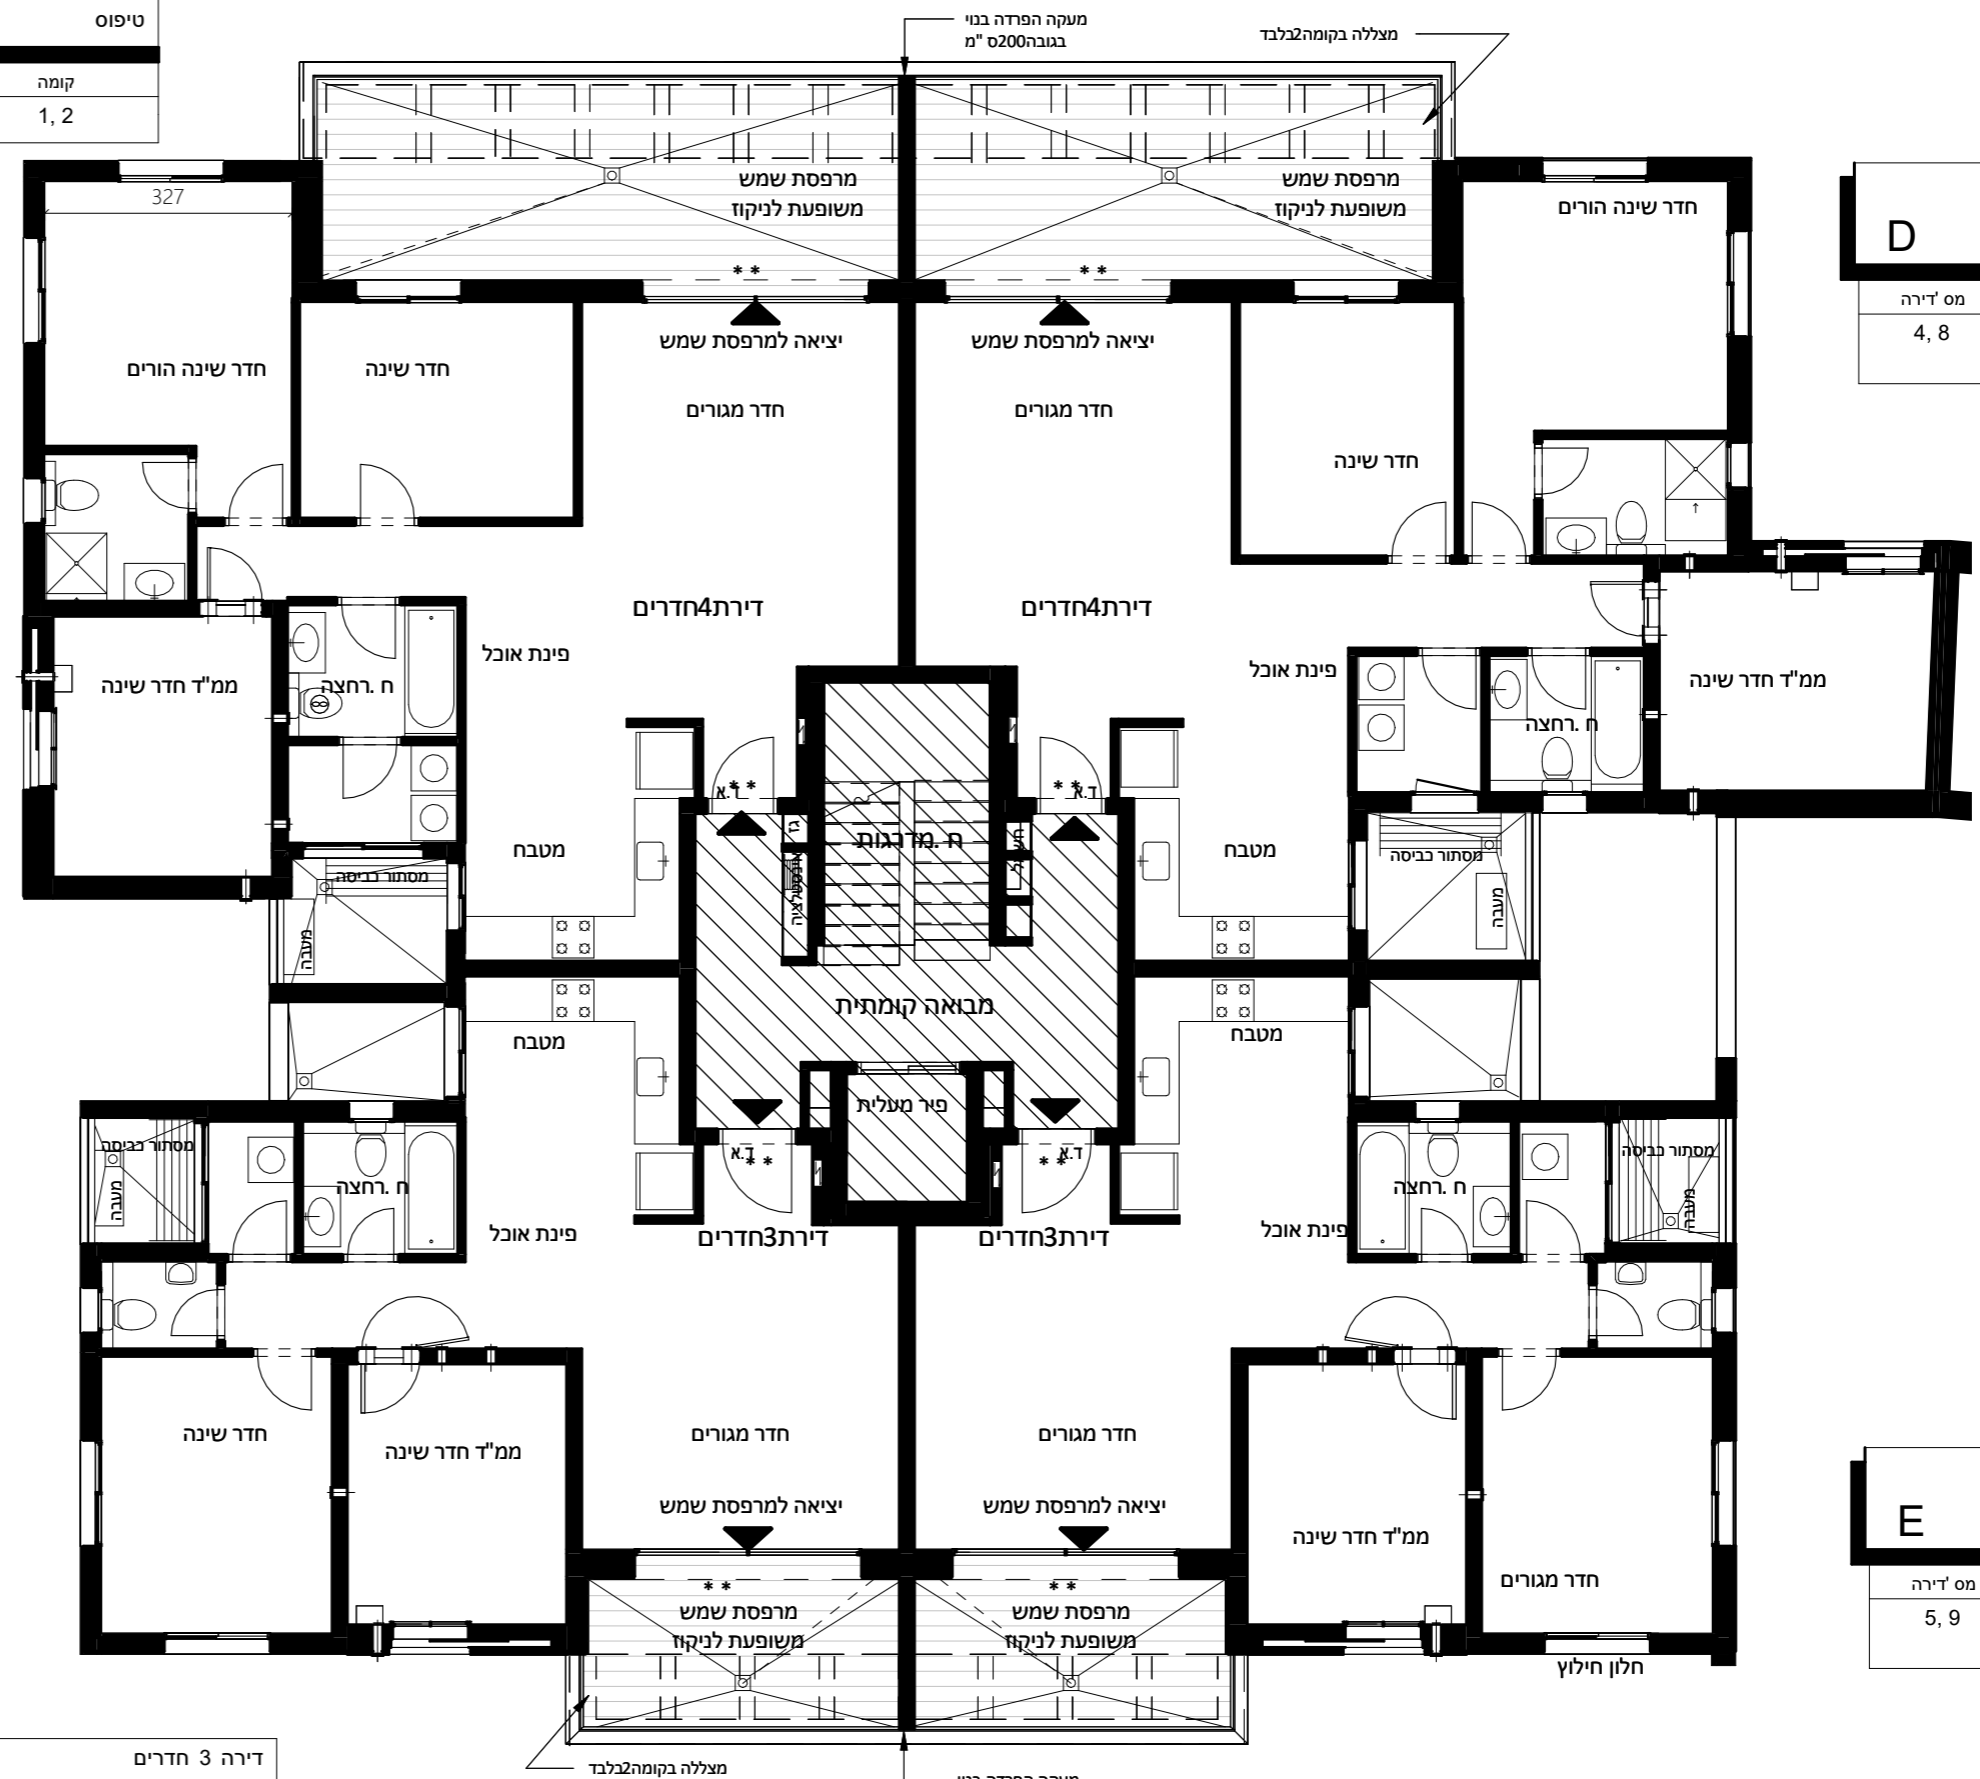 טיפוס
קומה
1, 2
מעקה הפרדה בנוי
בגובה200ס "מ
מצללה בקומה2בלבד
D
מס 'דירה
4, 8
327
מרפסת שמש
משופעת לניקוז
* *
מרפסת שמש
משופעת לניקוז
* *
חדר שינה הורים
יציאה למרפסת שמש
יציאה למרפסת שמש
חדר שינה הורים
חדר שינה
חדר מגורים
חדר מגורים
חדר שינה
דירת4חדרים
דירת4חדרים
פינת אוכל
פינת אוכל
ממ"ד חדר שינה
ח .רחצה
ממ"ד חדר שינה
ח .רחצה
ד.א
* *
ד.א
* *
גז
אינסטלציה
ח .מדרגות
חשמל
מטבח
מטבח
מסתור כביסה
מעבה
מסתור כביסה
מעבה
מבואה קומתית
מטבח
מטבח
פיר מעלית
מסתור כביסה
מעבה
ח .רחצה
ד.א
* *
ד.א
* *
ח .רחצה
מסתור כביסה
מעבה
פינת אוכל
דירת3חדרים
דירת3חדרים
פינת אוכל
חדר שינה
ממ"ד חדר שינה
חדר מגורים
חדר מגורים
יציאה למרפסת שמש
יציאה למרפסת שמש
ממ"ד חדר שינה
חדר מגורים
חלון חילוץ
E
מס 'דירה
5, 9
* *
מרפסת שמש
משופעת לניקוז
* *
מרפסת שמש
משופעת לניקוז
דירה 3 חדרים
מצללה בקומה2בלבד